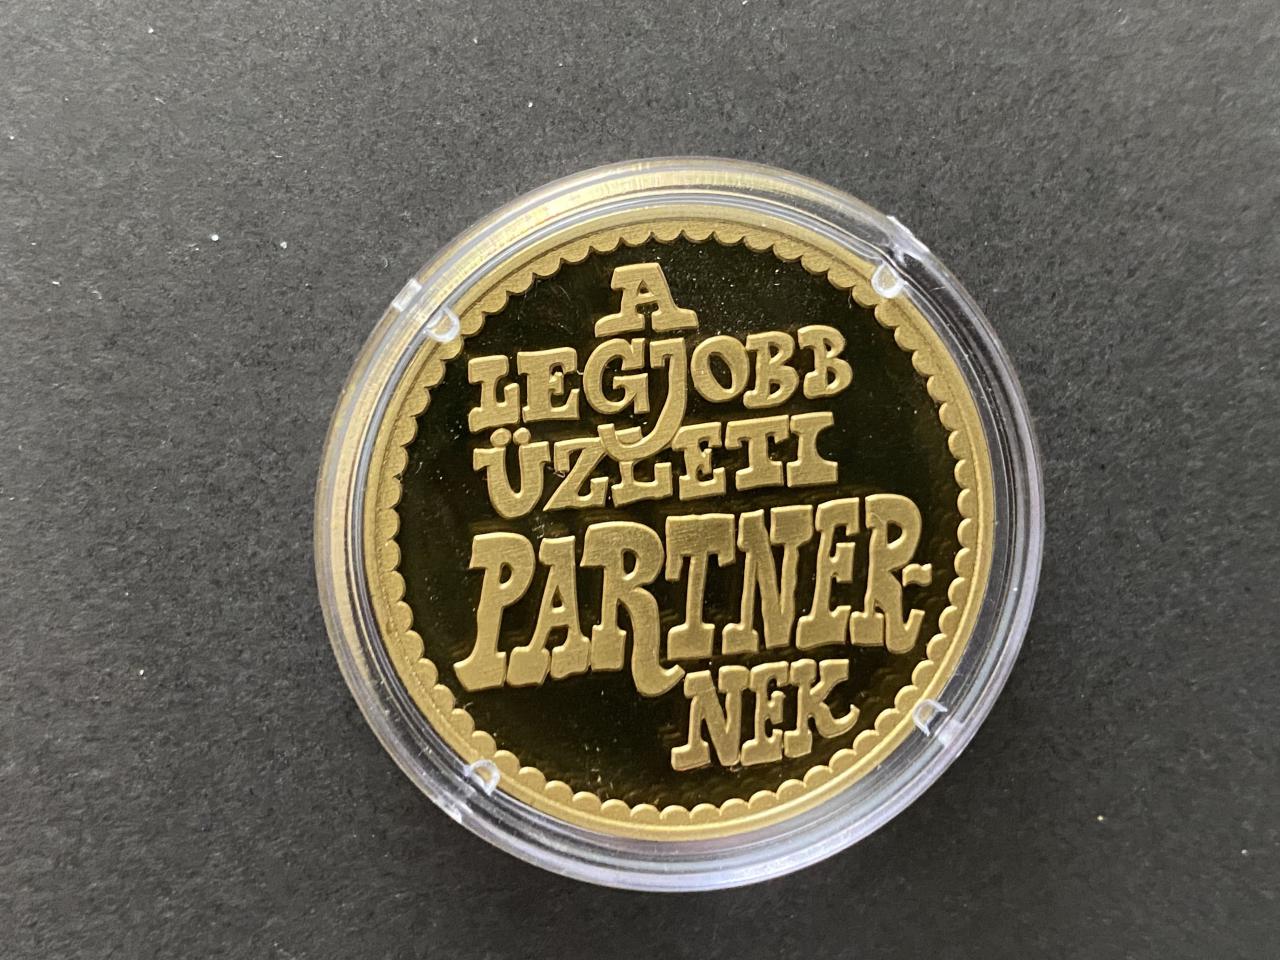 A
LEGJOBB
ÜZLETI
PARTNER-
NEK